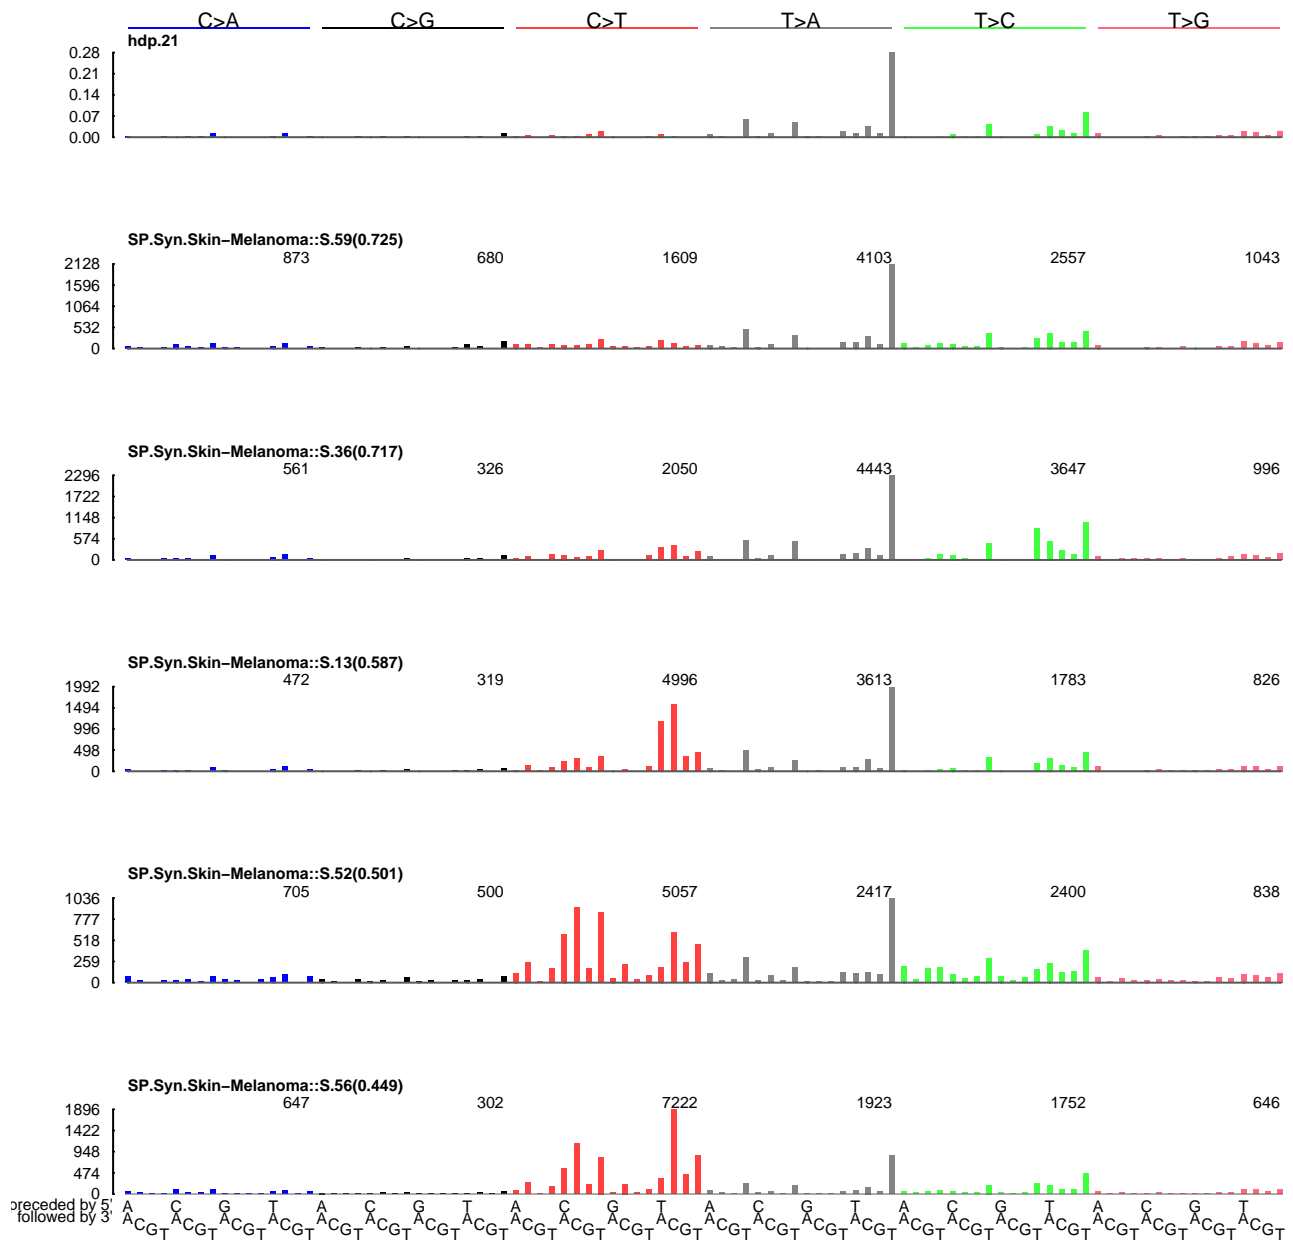 C>A C>G C>T T>A T>C T>G
hdp.21
0.28
0.21
0.14
0.07
0.00
SP.Syn.Skin−Melanoma::S.59(0.725)
873 680 1609 4103 2557 1043
2128
1596
1064
532
0
SP.Syn.Skin−Melanoma::S.36(0.717)
561 326 2050 4443 3647 996
2296
1722
1148
574
0
SP.Syn.Skin−Melanoma::S.13(0.587)
472 319 4996 3613 1783 826
1992
1494
996
498
0
SP.Syn.Skin−Melanoma::S.52(0.501)
705 500 5057 2417 2400 838
1036
777
518
259
0
SP.Syn.Skin−Melanoma::S.56(0.449)
647 302 7222 1923 1752 646
1896
1422
948
474
0
preceded by 5' A C G T A C G T A C G T A C G T A C G T A C G T
followed by 3' A C G T A C G T A C G T A C G T A C G T A C G T A C G T A C G T A C G T A C G T A C G T A C G T A C G T A C G T A C G T A C G T A C G T A C G T A C G T A C G T A C G T A C G T A C G T A C G T